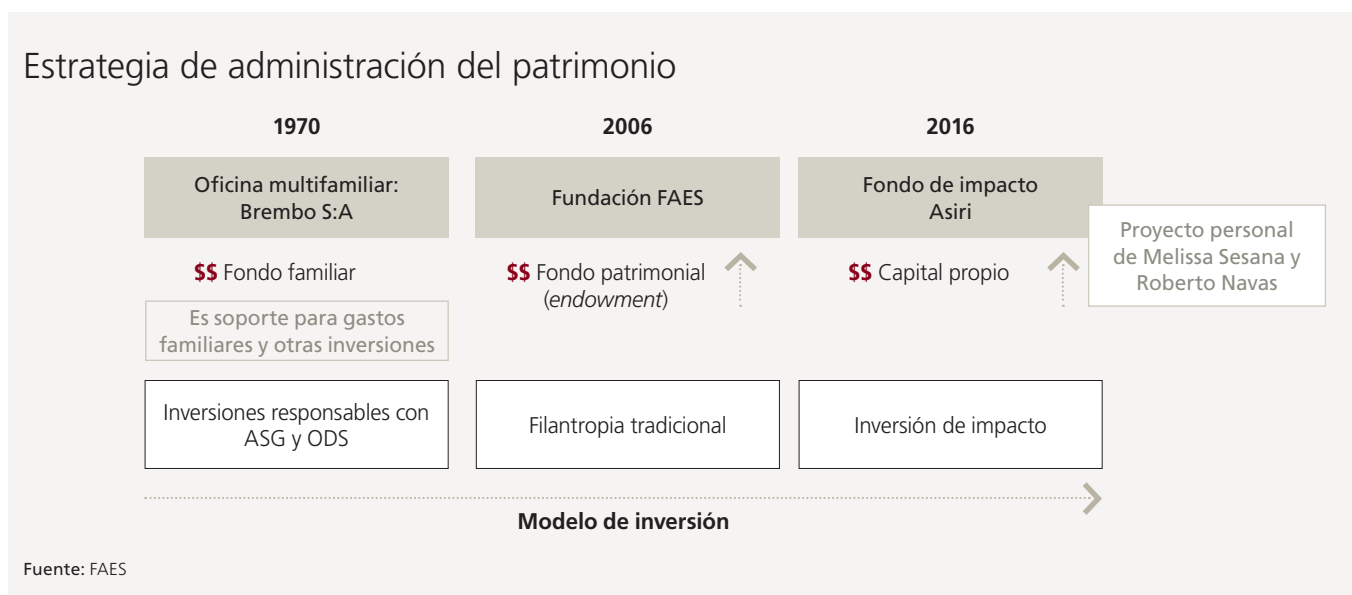 Estrategia de administración del patrimonio
1970
2006
2016
Oficina multifamiliar:
Brembo S:A
Fundación FAES
Fondo de impacto
Asiri
Proyecto personal
de Melissa Sesana y
Roberto Navas
$$ Fondo familiar
$$ Fondo patrimonial
(endowment)
$$ Capital propio
Es soporte para gastos
familiares y otras inversiones
Inversiones responsables con
ASG y ODS
Filantropia tradicional
Inversión de impacto
Modelo de inversión
Fuente: FAES